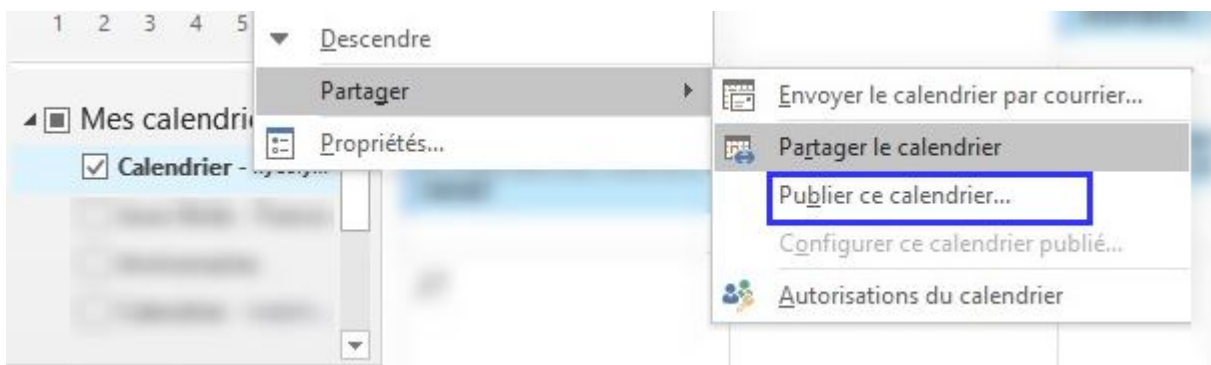 1 2 3 4 5
Descendre
Partager
Propriétés...
Mes calendri
Calendrier -
Envoyer le calendrier par courrier...
Partager le calendrier
Publier ce calendrier...
Configurer ce calendrier publié...
Autorisations du calendrier